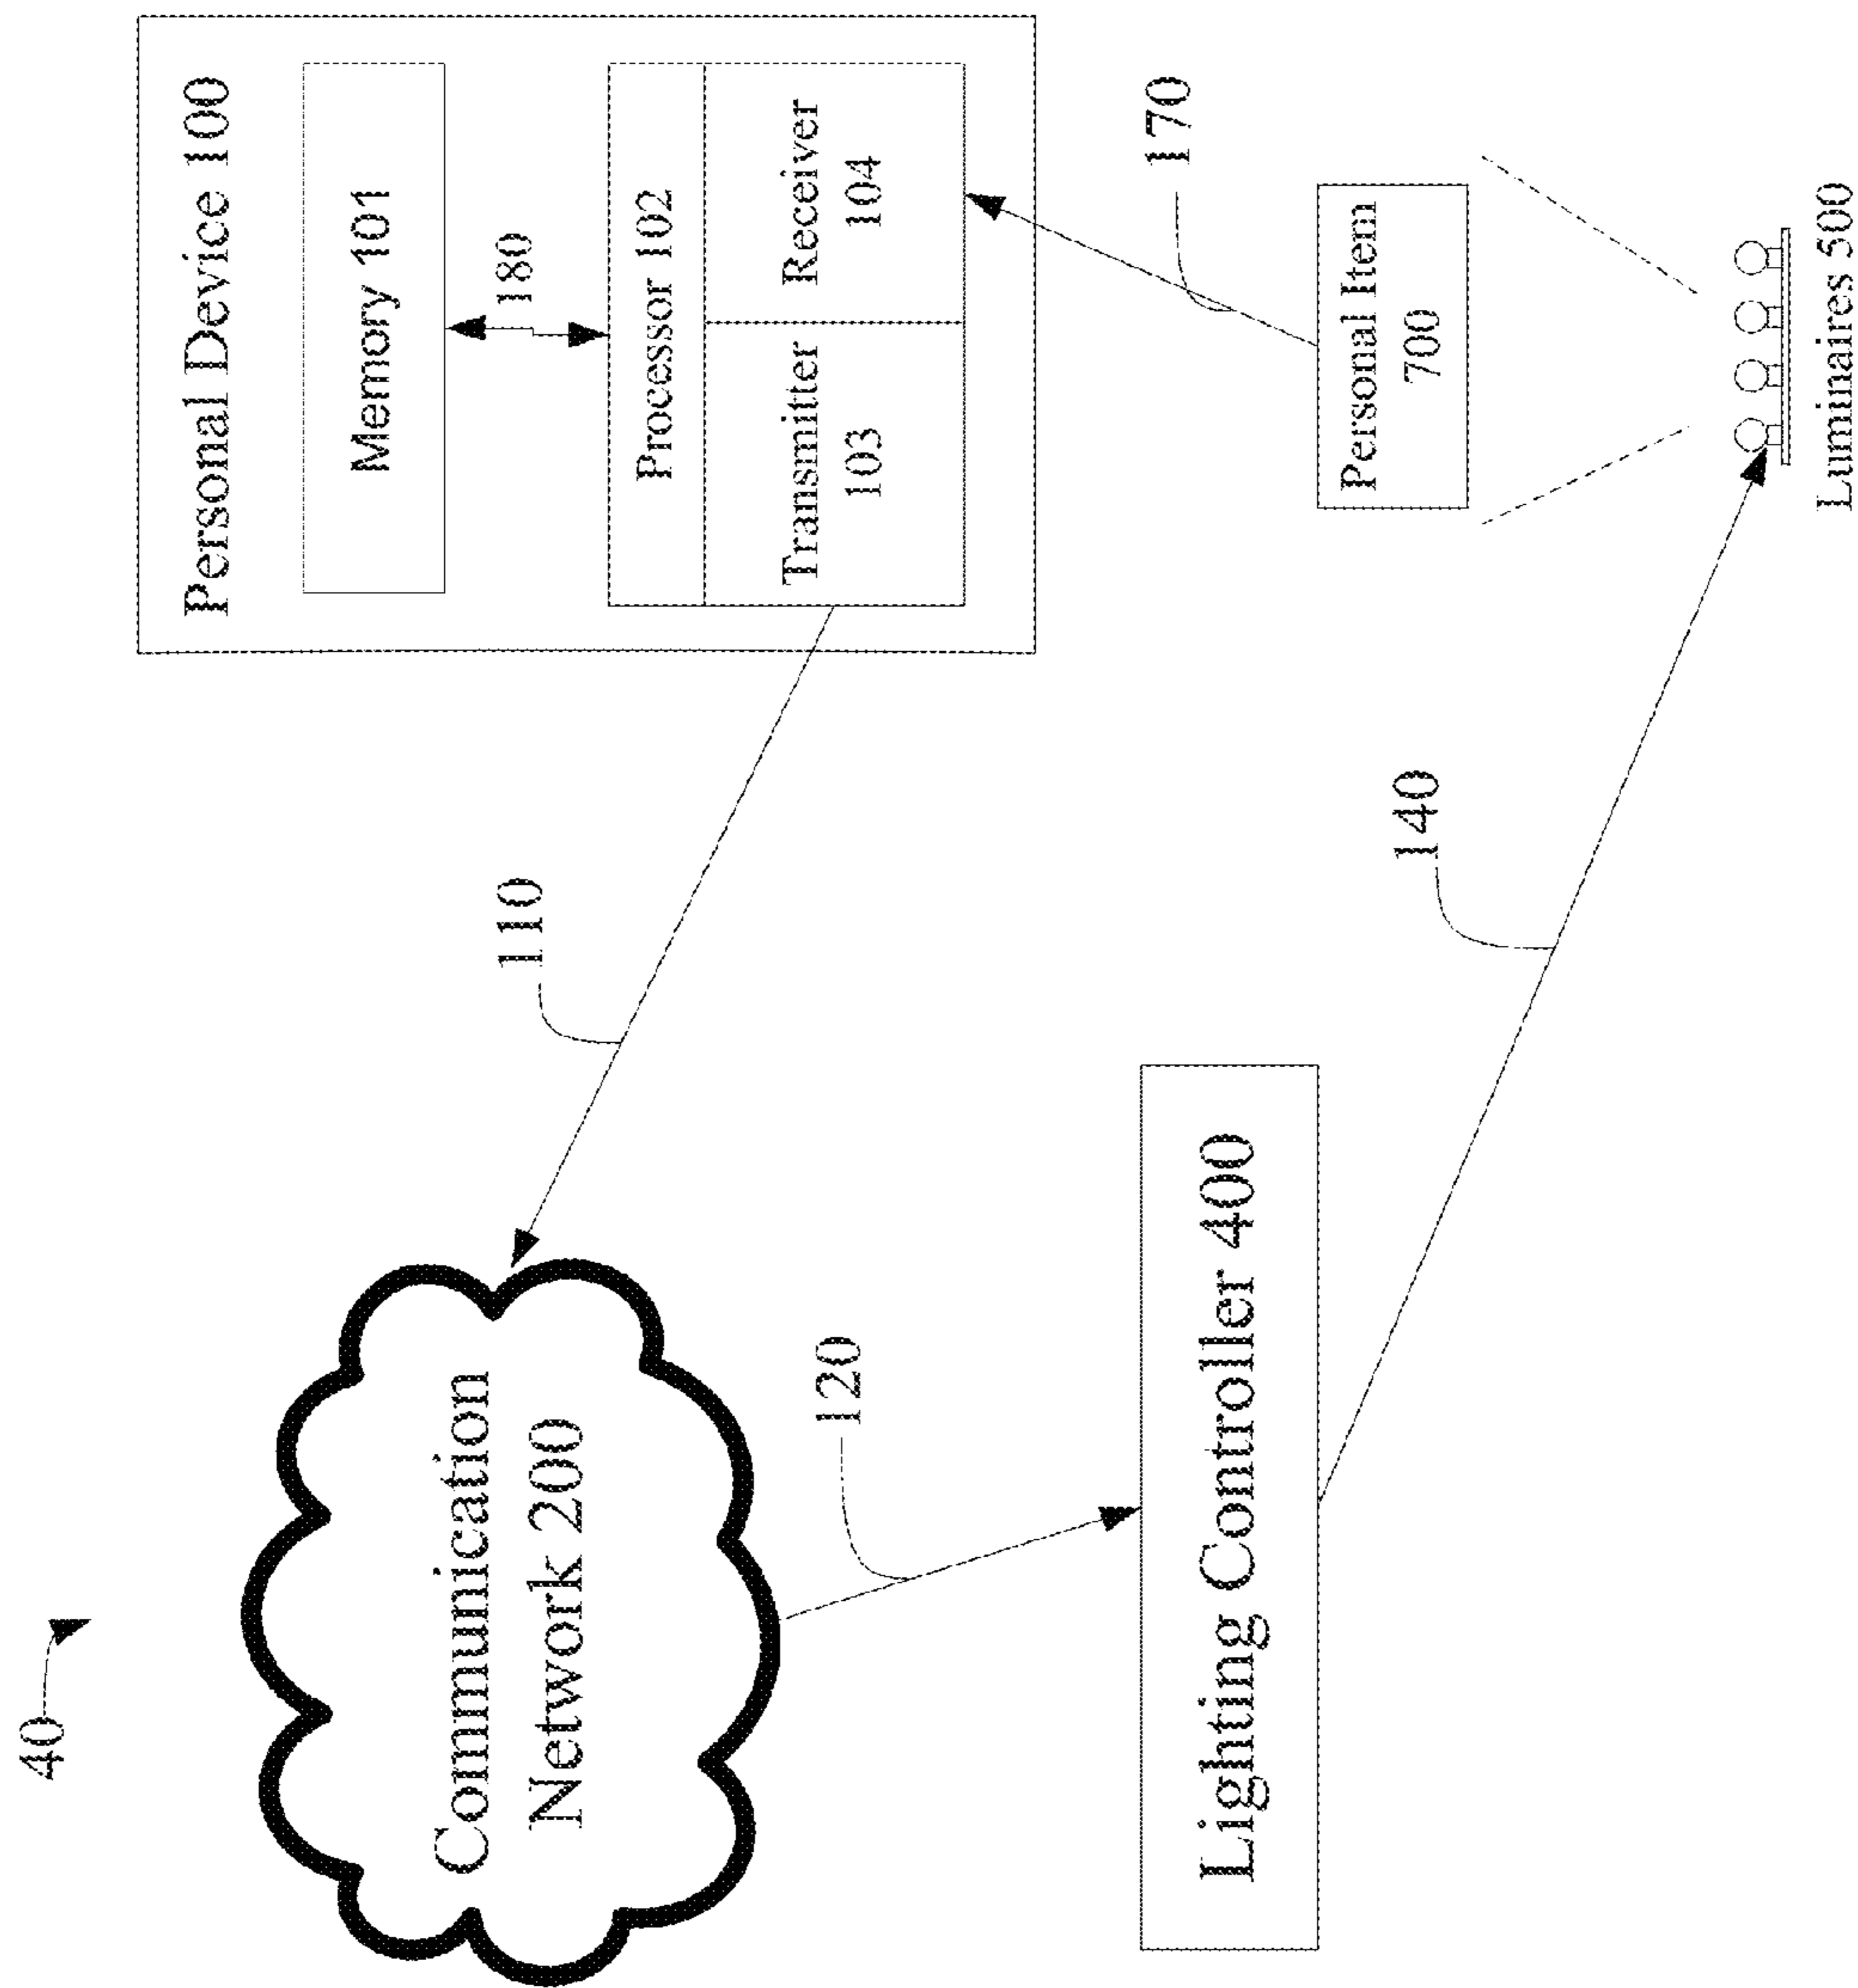 40
Communication
Network 200
110
Personal Device 100
Memory 101
180
Processor 102
Transmitter
103
Receiver
104
120
Lighting Controller 400
140
170
Personal Item
700
Luminaires 500